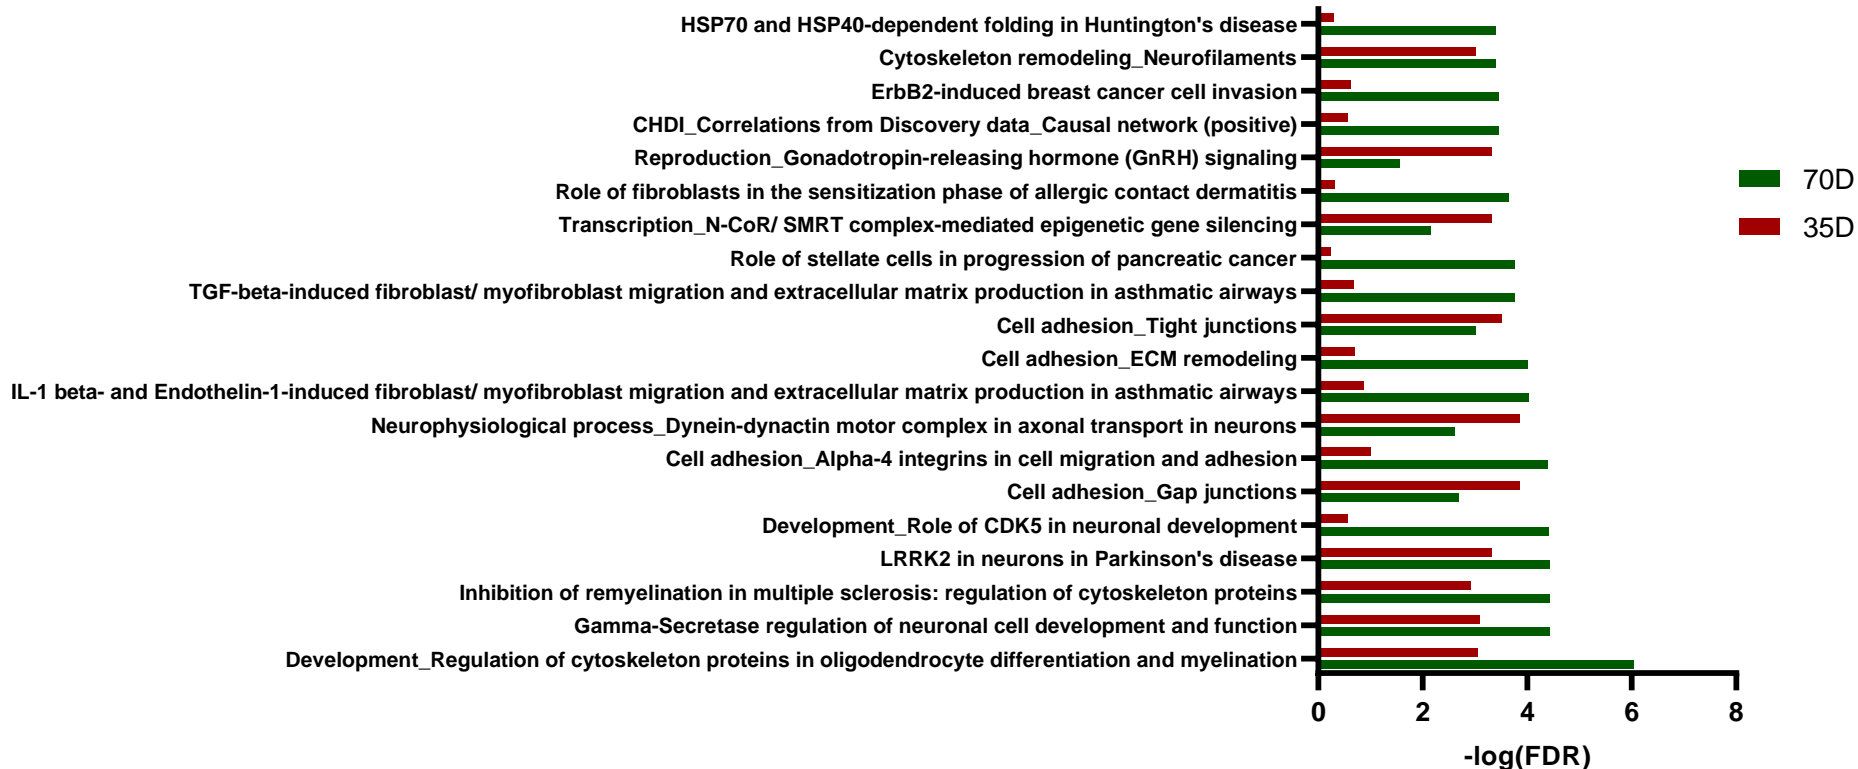 HSP70 and HSP40-dependent folding in Huntington's disease
Cytoskeleton remodeling_Neurofilaments
ErbB2-induced breast cancer cell invasion
CHDI_Correlations from Discovery data_Causal network (positive)
Reproduction_Gonadotropin-releasing hormone (GnRH) signaling
Role of fibroblasts in the sensitization phase of allergic contact dermatitis
Transcription_N-CoR/ SMRT complex-mediated epigenetic gene silencing
Role of stellate cells in progression of pancreatic cancer
TGF-beta-induced fibroblast/ myofibroblast migration and extracellular matrix production in asthmatic airways
Cell adhesion_Tight junctions
Cell adhesion_ECM remodeling
IL-1 beta- and Endothelin-1-induced fibroblast/ myofibroblast migration and extracellular matrix production in asthmatic airways
Neurophysiological process_Dynein-dynactin motor complex in axonal transport in neurons
Cell adhesion_Alpha-4 integrins in cell migration and adhesion
Cell adhesion_Gap junctions
Development_Role of CDK5 in neuronal development
LRRK2 in neurons in Parkinson's disease
Inhibition of remyelination in multiple sclerosis: regulation of cytoskeleton proteins
Gamma-Secretase regulation of neuronal cell development and function
Development_Regulation of cytoskeleton proteins in oligodendrocyte differentiation and myelination
0 2 4 6 8
-log(FDR)
70D
35D